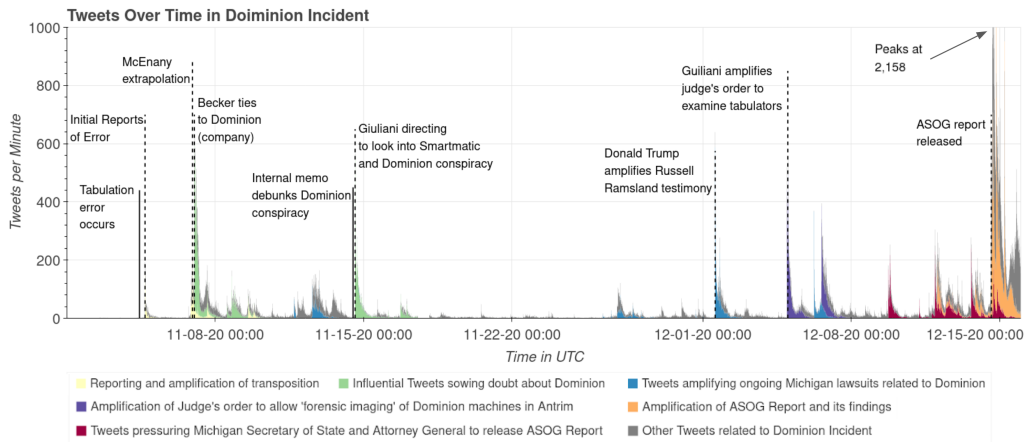 Tweets Over Time in Doiminion Incident
1000
800
600
400
200
0
Tweets per Minute
McEnany
extrapolation
Becker ties
to Dominion
(company)
Initial Reports
of Error
Tabulation
error
occurs
Giuliani directing
to look into Smartmatic
and Dominion conspiracy
Internal memo
debunks Dominion
conspiracy
Donald Trump
amplifies Russell
Ramsland testimony
Guiliani amplifies
judge's order to
examine tabulators
Peaks at
2,158
ASOG report
released
11-08-20 00:00
11-15-20 00:00
11-22-20 00:00
12-01-20 00:00
12-08-20 00:00
12-15-20 00:00
Time in UTC
Reporting and amplification of transposition
Influential Tweets sowing doubt about Dominion
Tweets amplifying ongoing Michigan lawsuits related to Dominion
Amplification of Judge's order to allow 'forensic imaging' of Dominion machines in Antrim
Amplification of ASOG Report and its findings
Tweets pressuring Michigan Secretary of State and Attorney General to release ASOG Report
Other Tweets related to Dominion Incident